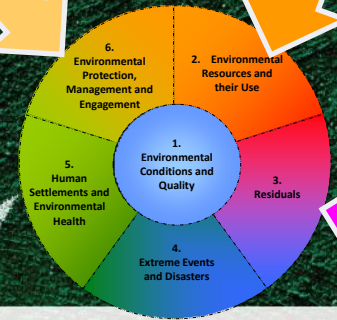 1.
Environmental
Conditions and
Quality
2. Environmental
Resources and
their Use
3.
Residuals
4.
Extreme Events
and Disasters
5.
Human
Settlements and
Environmental
Health
6.
Environmental
Protection,
Management and
Engagement